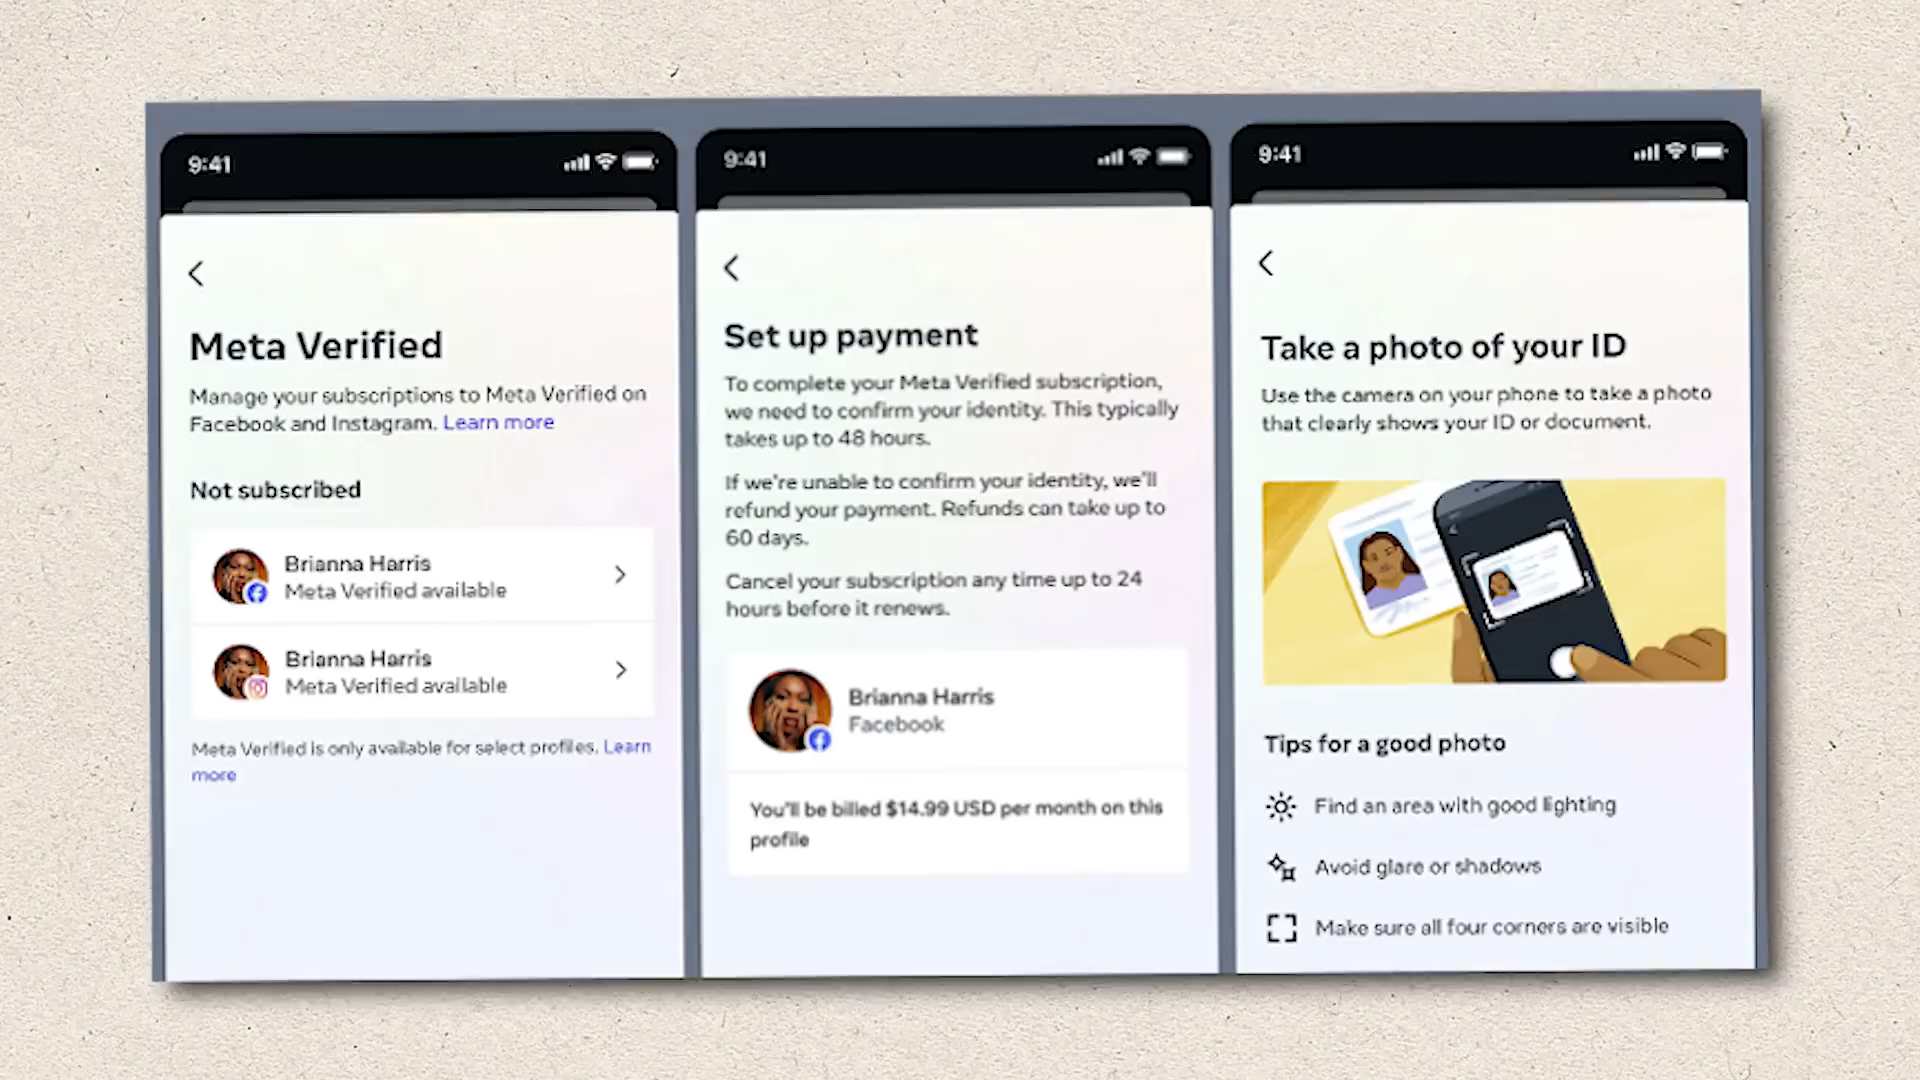 9:41
Meta Verified
Manage your subscriptions to Meta Verified on
Facebook and Instagram. Learn more
Not subscribed
Brianna Harris
Meta Verified available
Brianna Harris
Meta Verified available
Meta Verified is only available for select profiles. Learn
more
9:41
Set up payment
To complete your Meta Verified subscription,
we need to confirm your identity. This typically
takes up to 48 hours.
If we're unable to confirm your identity, we'll
refund your payment. Refunds can take up to
60 days.
Cancel your subscription any time up to 24
hours before it renews.
Brianna Harris
Facebook
You'll be billed $14.99 USD per month on this
profile
9:41
Take a photo of your ID
Use the camera on your phone to take a photo
that clearly shows your ID or document.
Tips for a good photo
Find an area with good lighting
Avoid glare or shadows
Make sure all four corners are visible